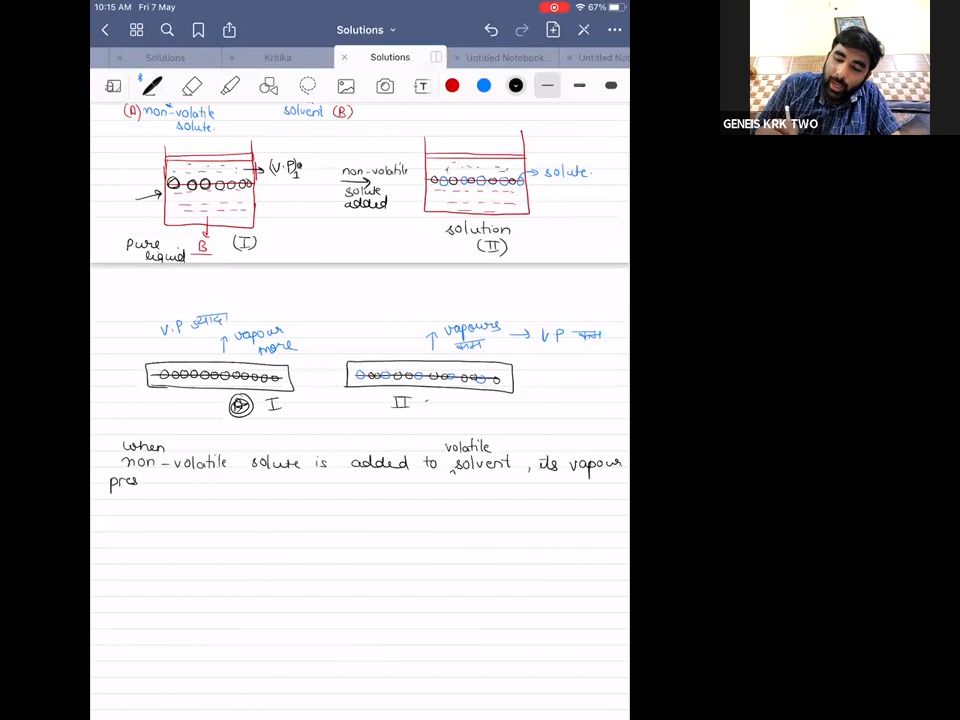 10:15 AM Fri 7 May
67%
Solutions
Solutions
Kritika
Solutions
Untitled Notebook...
Untitled Not
T
(A) non-volatile
solute.
solvent (B)
(V.P)1
non-volatile
solute
added
solute.
Pure
liquid
B
(I)
solution
(II)
V.P ज्यादा
vapour
more
vapours
कम
V.P कम
I
II
when
volatile
non-volatile solute is added to solvent, its vapour
pres
GENEIS KRK TWO